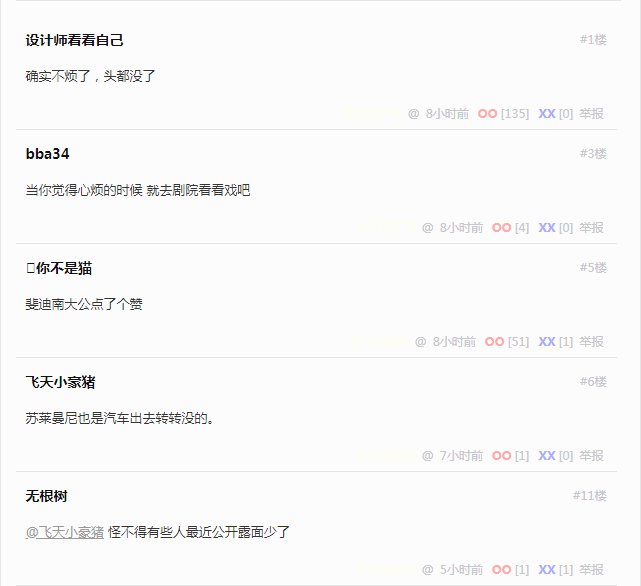 设计师看看自己 #1楼
确实不烦了，头都没了
@ 8小时前 OO [135] XX [0] 举报
bba34 #3楼
当你觉得心烦的时候 就去剧院看看戏吧
@ 8小时前 OO [4] XX [0] 举报
你不是猫 #5楼
斐迪南大公点了个赞
@ 8小时前 OO [51] XX [1] 举报
飞天小豪猪 #6楼
苏莱曼尼也是汽车出去转转没的。
@ 7小时前 OO [1] XX [0] 举报
无根树 #11楼
@飞天小豪猪 怪不得有些人最近公开露面少了
@ 5小时前 OO [1] XX [1] 举报